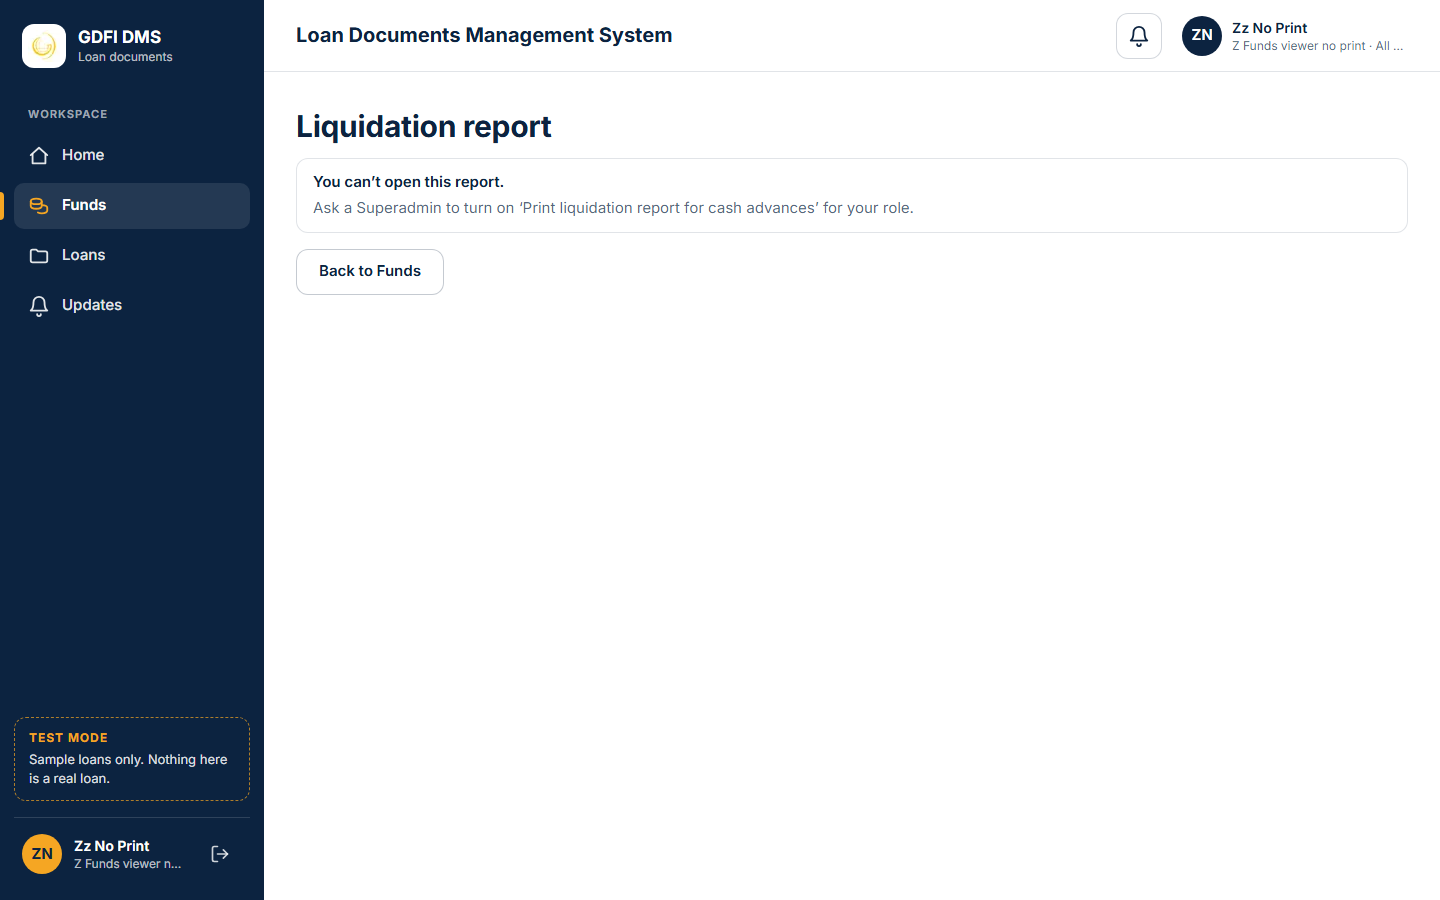 GDFI DMS
Loan documents
WORKSPACE
Home
Funds
Loans
Updates
TEST MODE
Sample loans only. Nothing here
is a real loan.
ZN
Zz No Print
Z Funds viewer n...
Loan Documents Management System
ZN
Zz No Print
Z Funds viewer no print · All ...
Liquidation report
You can’t open this report.
Ask a Superadmin to turn on ‘Print liquidation report for cash advances’ for your role.
Back to Funds